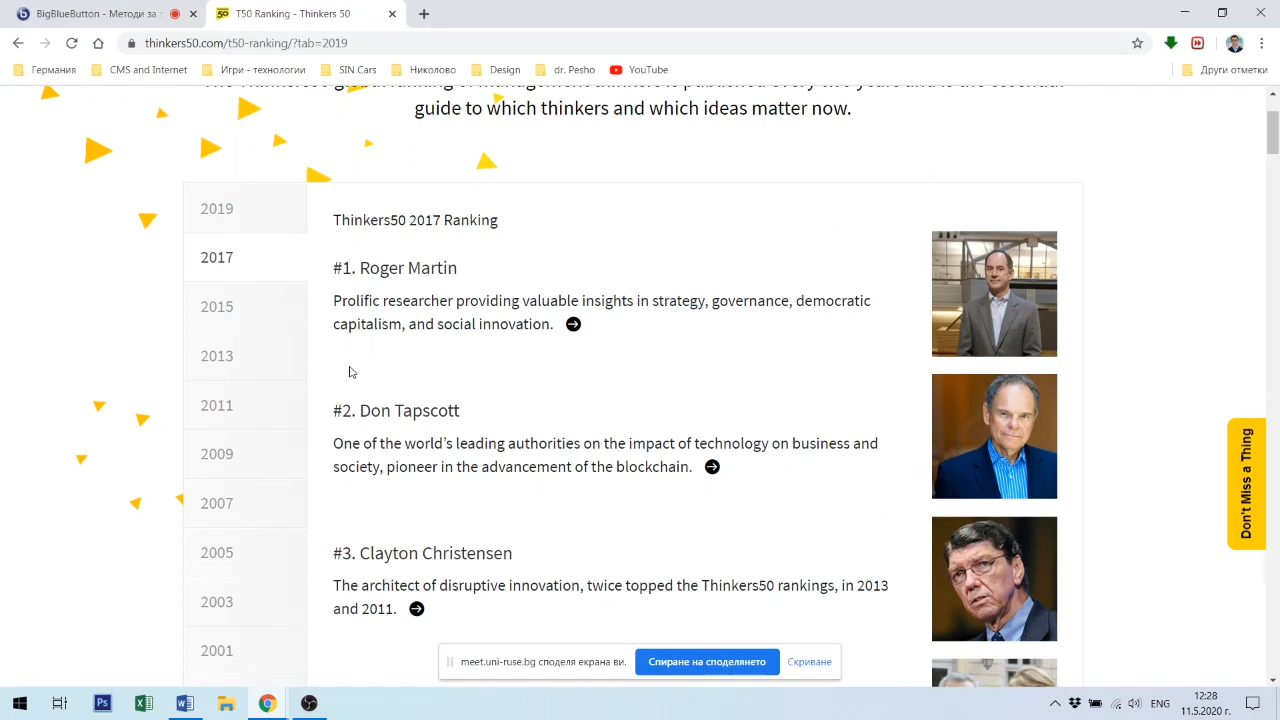 BigBlueButton - Методи за т
T50 Ranking - Thinkers 50
thinkers50.com/t50-ranking/?tab=2019
Германия
CMS and Internet
Игри - технологии
SIN Cars
Николово
Design
dr. Pesho
YouTube
Други отметки
guide to which thinkers and which ideas matter now.
2019
2017
2015
2013
2011
2009
2007
2005
2003
2001
Thinkers50 2017 Ranking
#1. Roger Martin
Prolific researcher providing valuable insights in strategy, governance, democratic
capitalism, and social innovation.
#2. Don Tapscott
One of the world's leading authorities on the impact of technology on business and
society, pioneer in the advancement of the blockchain.
#3. Clayton Christensen
The architect of disruptive innovation, twice topped the Thinkers50 rankings, in 2013
and 2011.
Don't Miss a Thing
meet.uni-ruse.bg споделя екрана ви.
Спиране на споделянето
Скриване
ENG
12:28
11.5.2020 г.